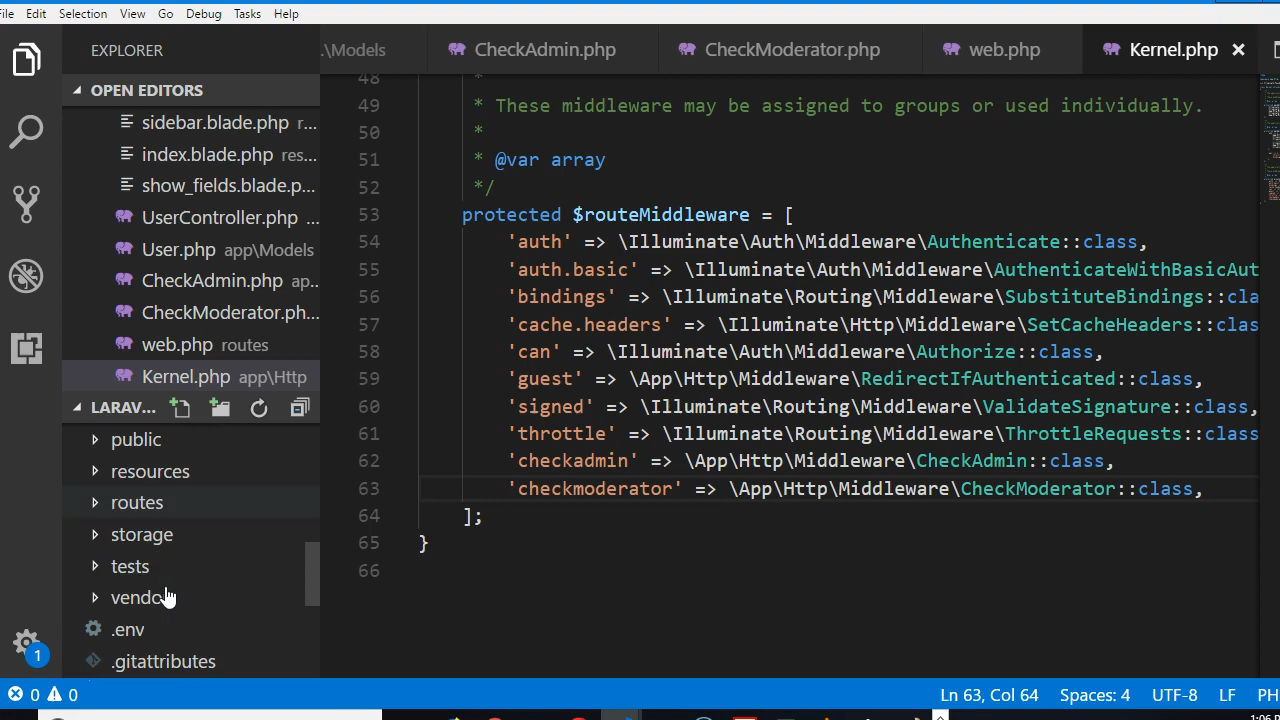 File Edit Selection View Go Debug Tasks Help
EXPLORER
.\Models CheckAdmin.php CheckModerator.php web.php Kernel.php
OPEN EDITORS
sidebar.blade.php r...
index.blade.php res...
show_fields.blade.p...
UserController.php ...
User.php app\Models
CheckAdmin.php ap...
CheckModerator.ph...
web.php routes
Kernel.php app\Http
LARAV...
public
resources
routes
storage
tests
vendo
.env
.gitattributes
48 *
49 * These middleware may be assigned to groups or used individually.
50 *
51 * @var array
52 */
53 protected $routeMiddleware = [
54 'auth' => \Illuminate\Auth\Middleware\Authenticate::class,
55 'auth.basic' => \Illuminate\Auth\Middleware\AuthenticateWithBasicAut
56 'bindings' => \Illuminate\Routing\Middleware\SubstituteBindings::cla
57 'cache.headers' => \Illuminate\Http\Middleware\SetCacheHeaders::clas
58 'can' => \Illuminate\Auth\Middleware\Authorize::class,
59 'guest' => \App\Http\Middleware\RedirectIfAuthenticated::class,
60 'signed' => \Illuminate\Routing\Middleware\ValidateSignature::class,
61 'throttle' => \Illuminate\Routing\Middleware\ThrottleRequests::class
62 'checkadmin' => \App\Http\Middleware\CheckAdmin::class,
63 'checkmoderator' => \App\Http\Middleware\CheckModerator::class,
64 ];
65 }
66
1
0 0 Ln 63, Col 64 Spaces: 4 UTF-8 LF PH